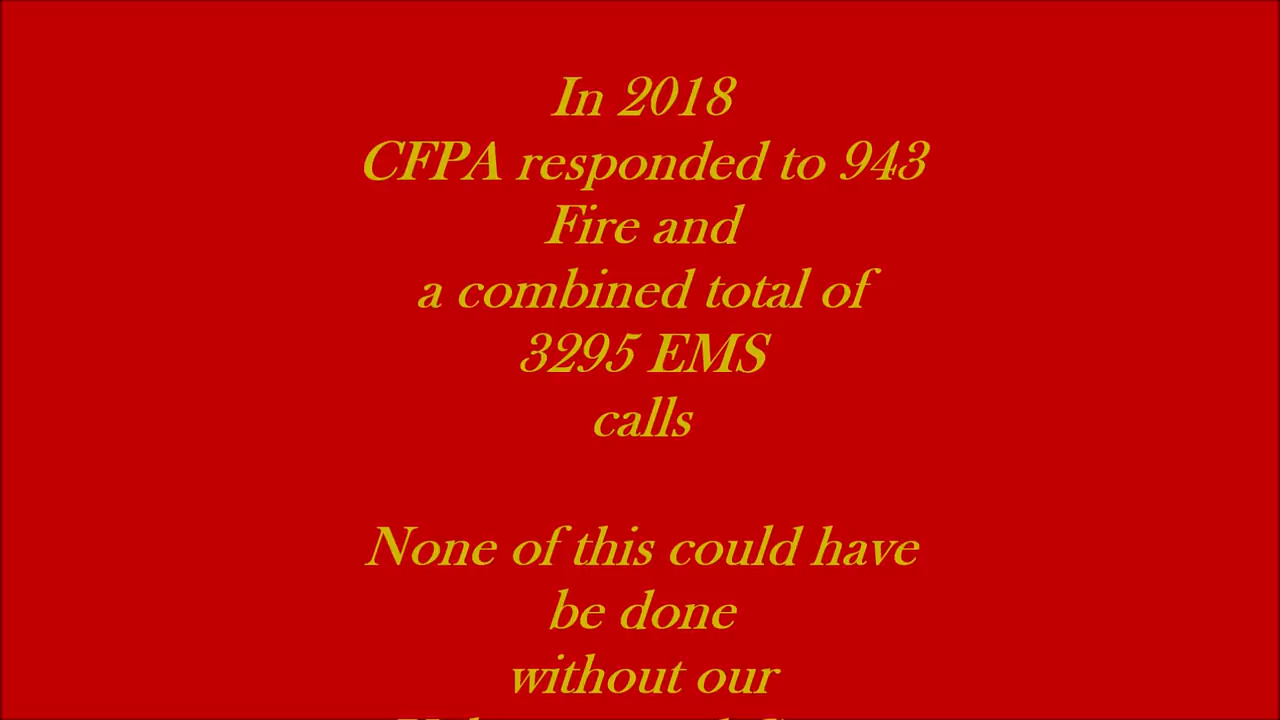 In 2018
CFPA responded to 943
Fire and
a combined total of
3295 EMS
calls
None of this could have
be done
without our